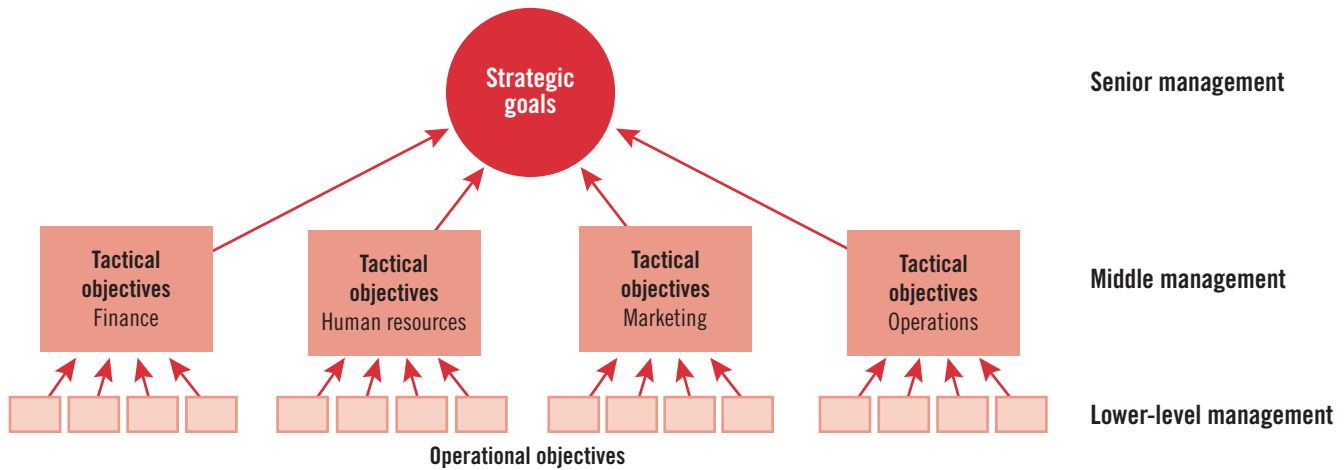 Strategic
goals
Senior management
Tactical
objectives
Finance
Tactical
objectives
Human resources
Tactical
objectives
Marketing
Tactical
objectives
Operations
Middle management
Lower-level management
Operational objectives